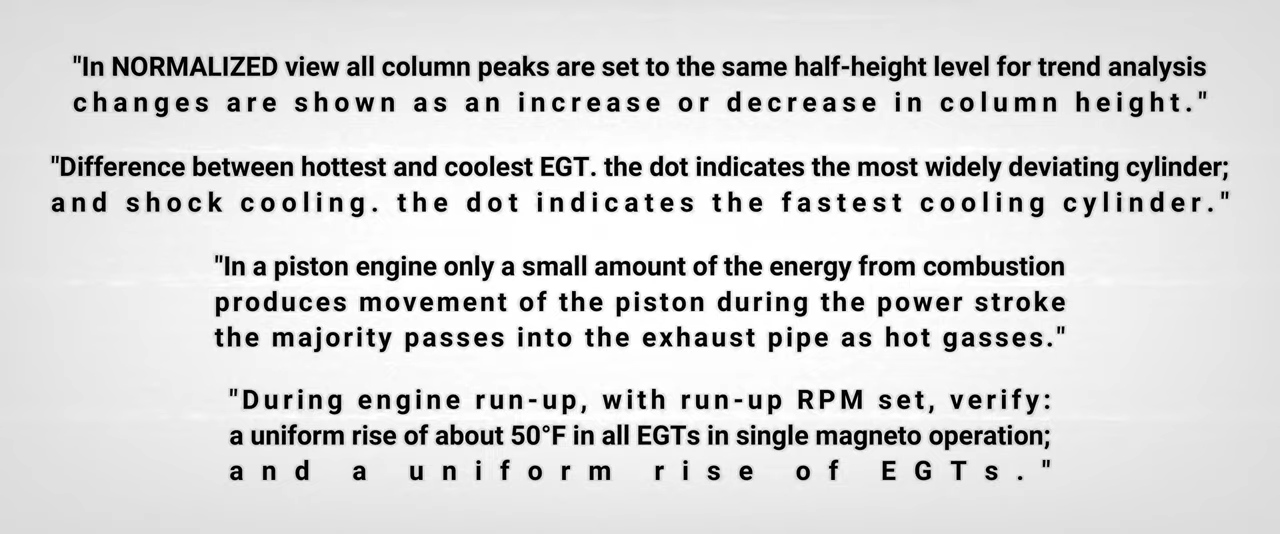 "In NORMALIZED view all column peaks are set to the same half-height level for trend analysis
changes are shown as an increase or decrease in column height."
"Difference between hottest and coolest EGT. the dot indicates the most widely deviating cylinder;
and shock cooling. the dot indicates the fastest cooling cylinder."
"In a piston engine only a small amount of the energy from combustion
produces movement of the piston during the power stroke
the majority passes into the exhaust pipe as hot gasses."
"During engine run-up, with run-up RPM set, verify:
a uniform rise of about 50°F in all EGTs in single magneto operation;
and a uniform rise of EGTs."